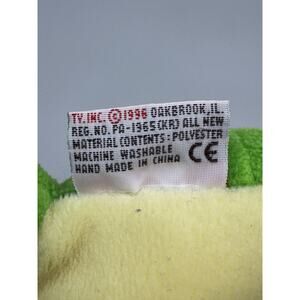 TY, INC. ©1996 OAKBROOK, IL.
REG. NO. PA-1965(KR) ALL NEW
MATERIAL CONTENTS: POLYESTER
MACHINE WASHABLE
HAND MADE IN CHINA CE